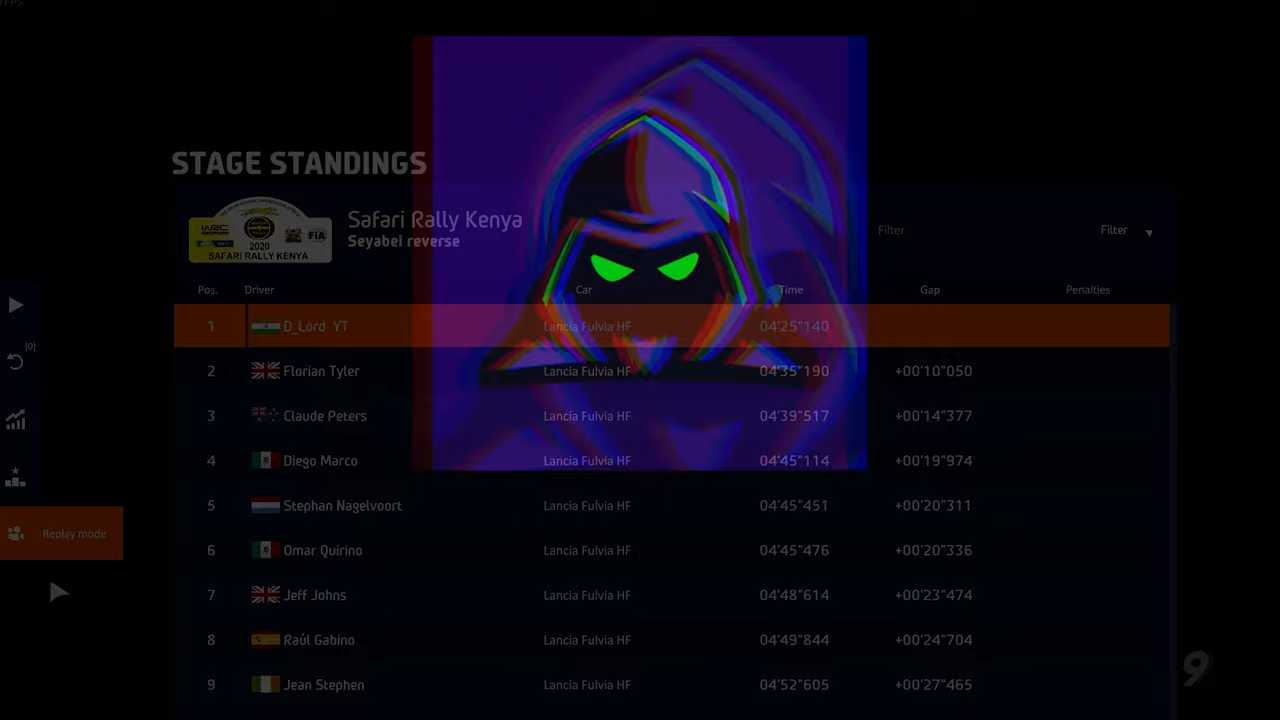 FPS
STAGE STANDINGS
WRC
FIA
2020
SAFARI RALLY KENYA
Safari Rally Kenya
Seyabei reverse
Filter
Filter
Pos. Driver Car Time Gap Penalties
1 D_Lord YT Lancia Fulvia HF 04'25"140
(0)
2 Florian Tyler Lancia Fulvia HF 04'35"190 +00'10"050
3 Claude Peters Lancia Fulvia HF 04'39"517 +00'14"377
4 Diego Marco Lancia Fulvia HF 04'45"114 +00'19"974
5 Stephan Nagelvoort Lancia Fulvia HF 04'45"451 +00'20"311
Replay mode
6 Omar Quirino Lancia Fulvia HF 04'45"476 +00'20"336
7 Jeff Johns Lancia Fulvia HF 04'48"614 +00'23"474
8 Raúl Gabino Lancia Fulvia HF 04'49"844 +00'24"704
9 Jean Stephen Lancia Fulvia HF 04'52"605 +00'27"465
9